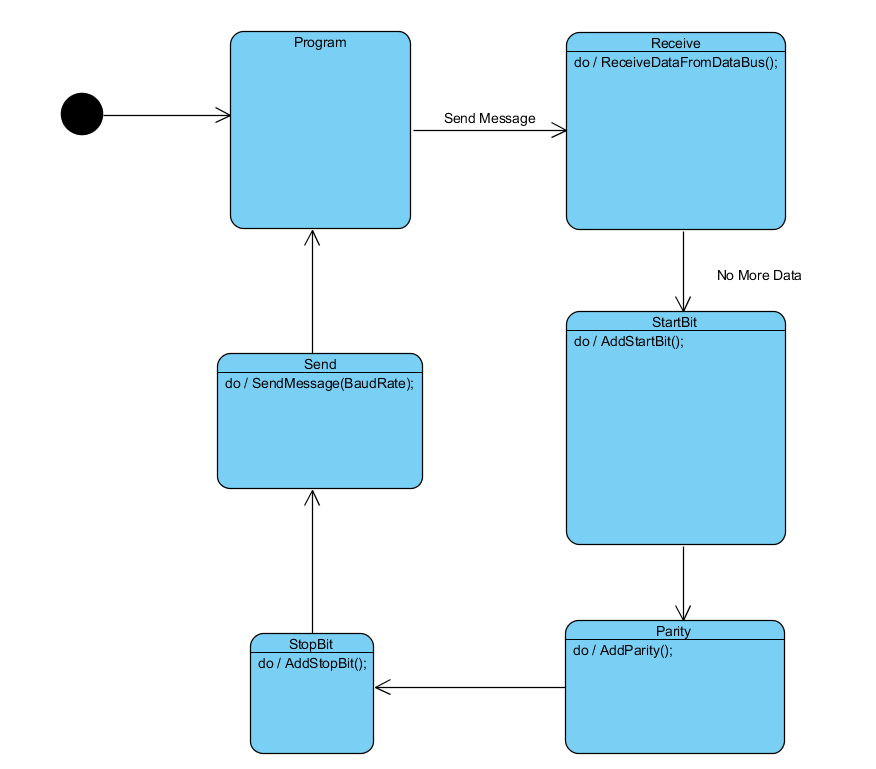 Program
Send Message
Receive
do / ReceiveDataFromDataBus();
No More Data
StartBit
do / AddStartBit();
Parity
do / AddParity();
StopBit
do / AddStopBit();
Send
do / SendMessage(BaudRate);